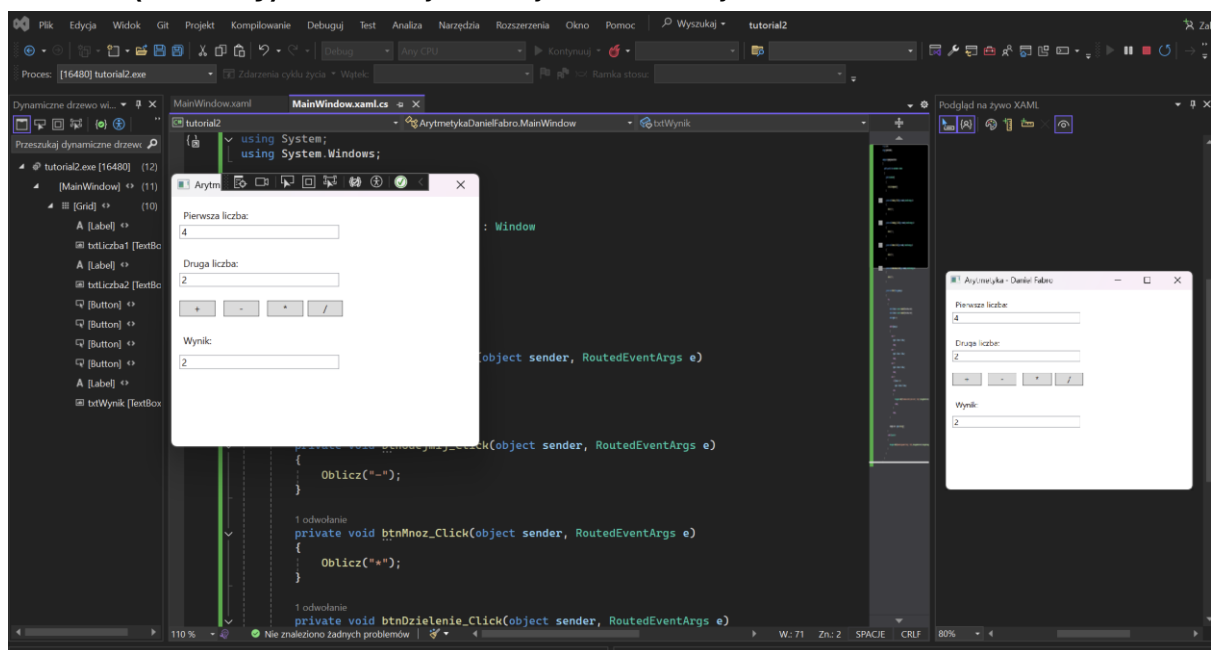 Plik Edycja Widok Git Projekt Kompilowanie Debuguj Test Analiza Narzędzia Rozszerzenia Okno Pomoc Wyszukaj tutorial2
Debug Any CPU Kontynuuj
Proces: [16480] tutorial2.exe Zdarzenia cyklu życia Wątek: Ramka stosu:
Dynamiczne drzewo wi...
Przeszukaj dynamiczne drzewo
tutorial2.exe [16480] (12)
[MainWindow] (11)
[Grid] (10)
A [Label]
txtLiczba1 [TextBo
A [Label]
txtLiczba2 [TextBo
[Button]
[Button]
[Button]
[Button]
A [Label]
txtWynik [TextBox
MainWindow.xaml MainWindow.xaml.cs
tutorial2 ArytmetykaDanielFabro.MainWindow txtWynik
using System;
using System.Windows;
: Window
(object sender, RoutedEventArgs e)
private void btnOdejmij_Click(object sender, RoutedEventArgs e)
{
Oblicz("-");
}
1 odwołanie
private void btnMnoz_Click(object sender, RoutedEventArgs e)
{
Oblicz("*");
}
1 odwołanie
private void btnDzielenie_Click(object sender, RoutedEventArgs e)
110 % Nie znaleziono żadnych problemów W.: 71 Zn.: 2 SPACJE CRLF
Arytm
Pierwsza liczba:
4
Druga liczba:
2
+ - * /
Wynik:
2
Podgląd na żywo XAML
Arytmetyka - Daniel Fabro
Pierwsza liczba:
4
Druga liczba:
2
+ - * /
Wynik:
2
80%